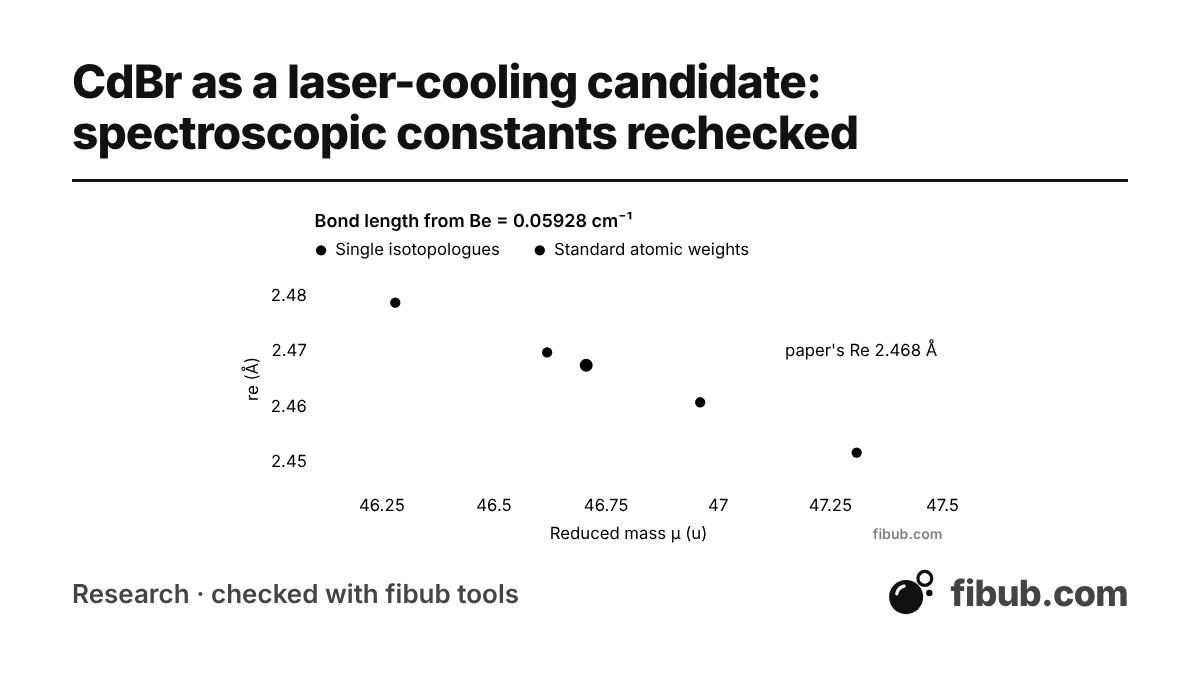 CdBr as a laser-cooling candidate:
spectroscopic constants rechecked
Bond length from Be = 0.05928 cm⁻¹
Single isotopologues
Standard atomic weights
2.48
2.47
2.46
2.45
re (Å)
paper's Re 2.468 Å
46.25
46.5
46.75
47
47.25
47.5
Reduced mass μ (u)
fibub.com
Research · checked with fibub tools
fibub.com